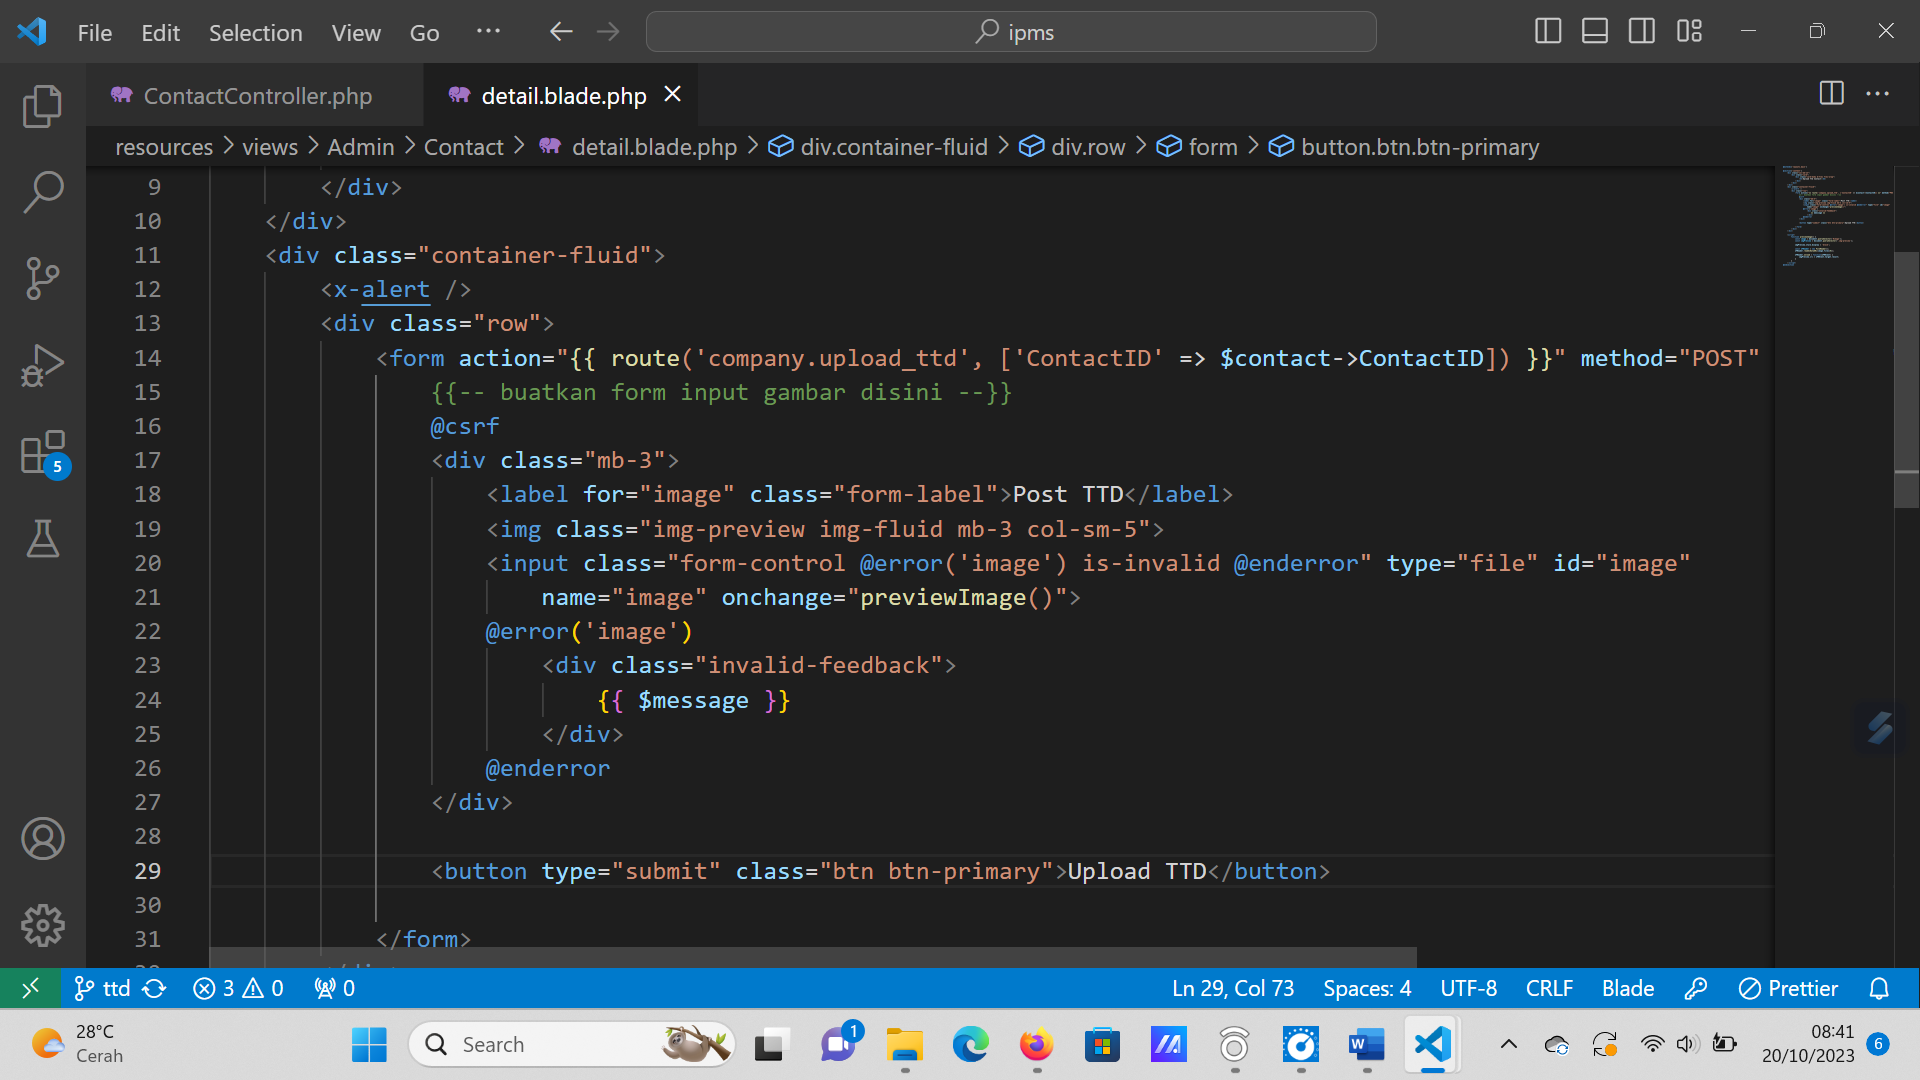 File Edit Selection View Go ··· ipms
ContactController.php detail.blade.php
resources > views > Admin > Contact > detail.blade.php > div.container-fluid > div.row > form > button.btn.btn-primary
9 </div>
10 </div>
11 <div class="container-fluid">
12 <x-alert />
13 <div class="row">
14 <form action="{{ route('company.upload_ttd', ['ContactID' => $contact->ContactID]) }}" method="POST"
15 {{-- buatkan form input gambar disini --}}
16 @csrf
17 <div class="mb-3">
18 <label for="image" class="form-label">Post TTD</label>
19 <img class="img-preview img-fluid mb-3 col-sm-5">
20 <input class="form-control @error('image') is-invalid @enderror" type="file" id="image"
21 name="image" onchange="previewImage()">
22 @error('image')
23 <div class="invalid-feedback">
24 {{ $message }}
25 </div>
26 @enderror
27 </div>
28
29 <button type="submit" class="btn btn-primary">Upload TTD</button>
30
31 </form>
5
ttd 3 0 0 Ln 29, Col 73 Spaces: 4 UTF-8 CRLF Blade Prettier
28°C
Cerah
Search
1
08:41
20/10/2023
6